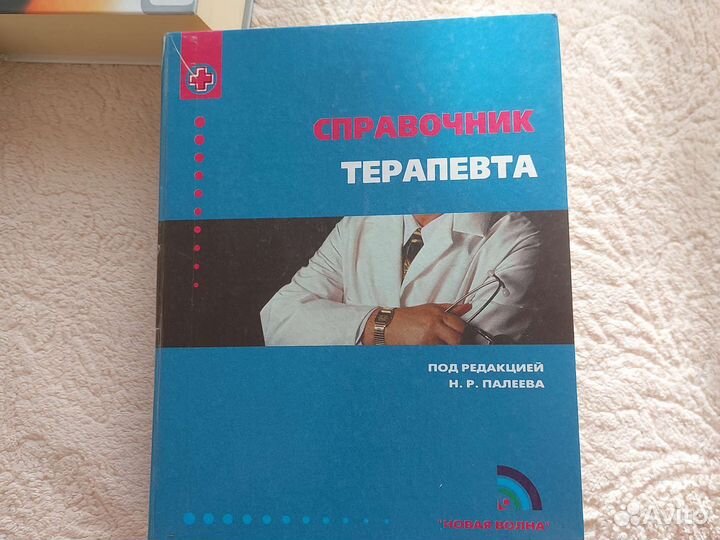 СПРАВОЧНИК
ТЕРАПЕВТА
ПОД РЕДАКЦИЕЙ
Н. Р. ПАЛЕЕВА
"НОВАЯ ВОЛНА"
Avito